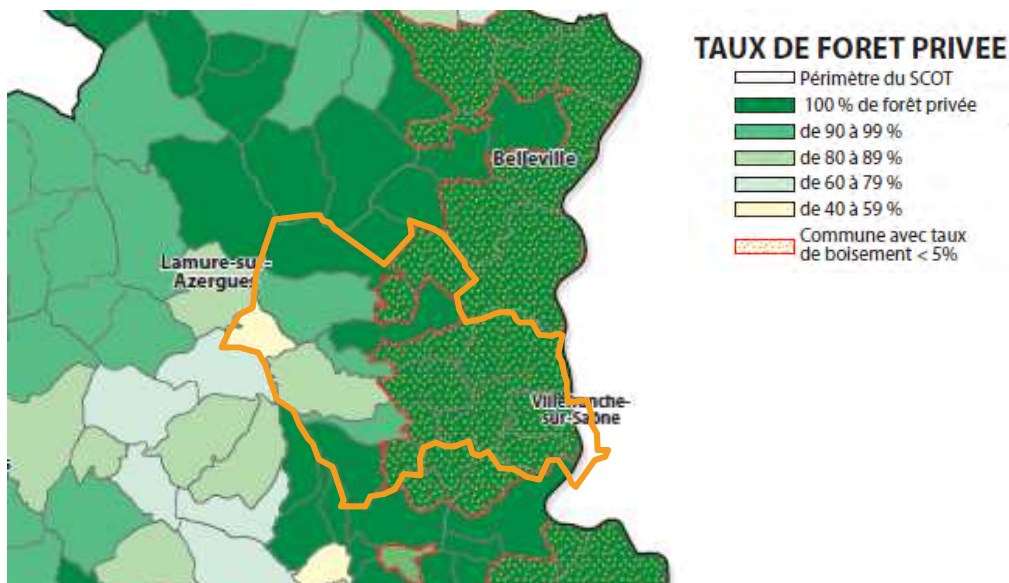 TAUX DE FORET PRIVEE
Périmètre du SCOT
100 % de forêt privée
de 90 à 99 %
de 80 à 89 %
de 60 à 79 %
de 40 à 59 %
Commune avec taux
de boisement < 5%
Belleville
Lamure-sur-
Azergues
Villefranche-
sur-Saône